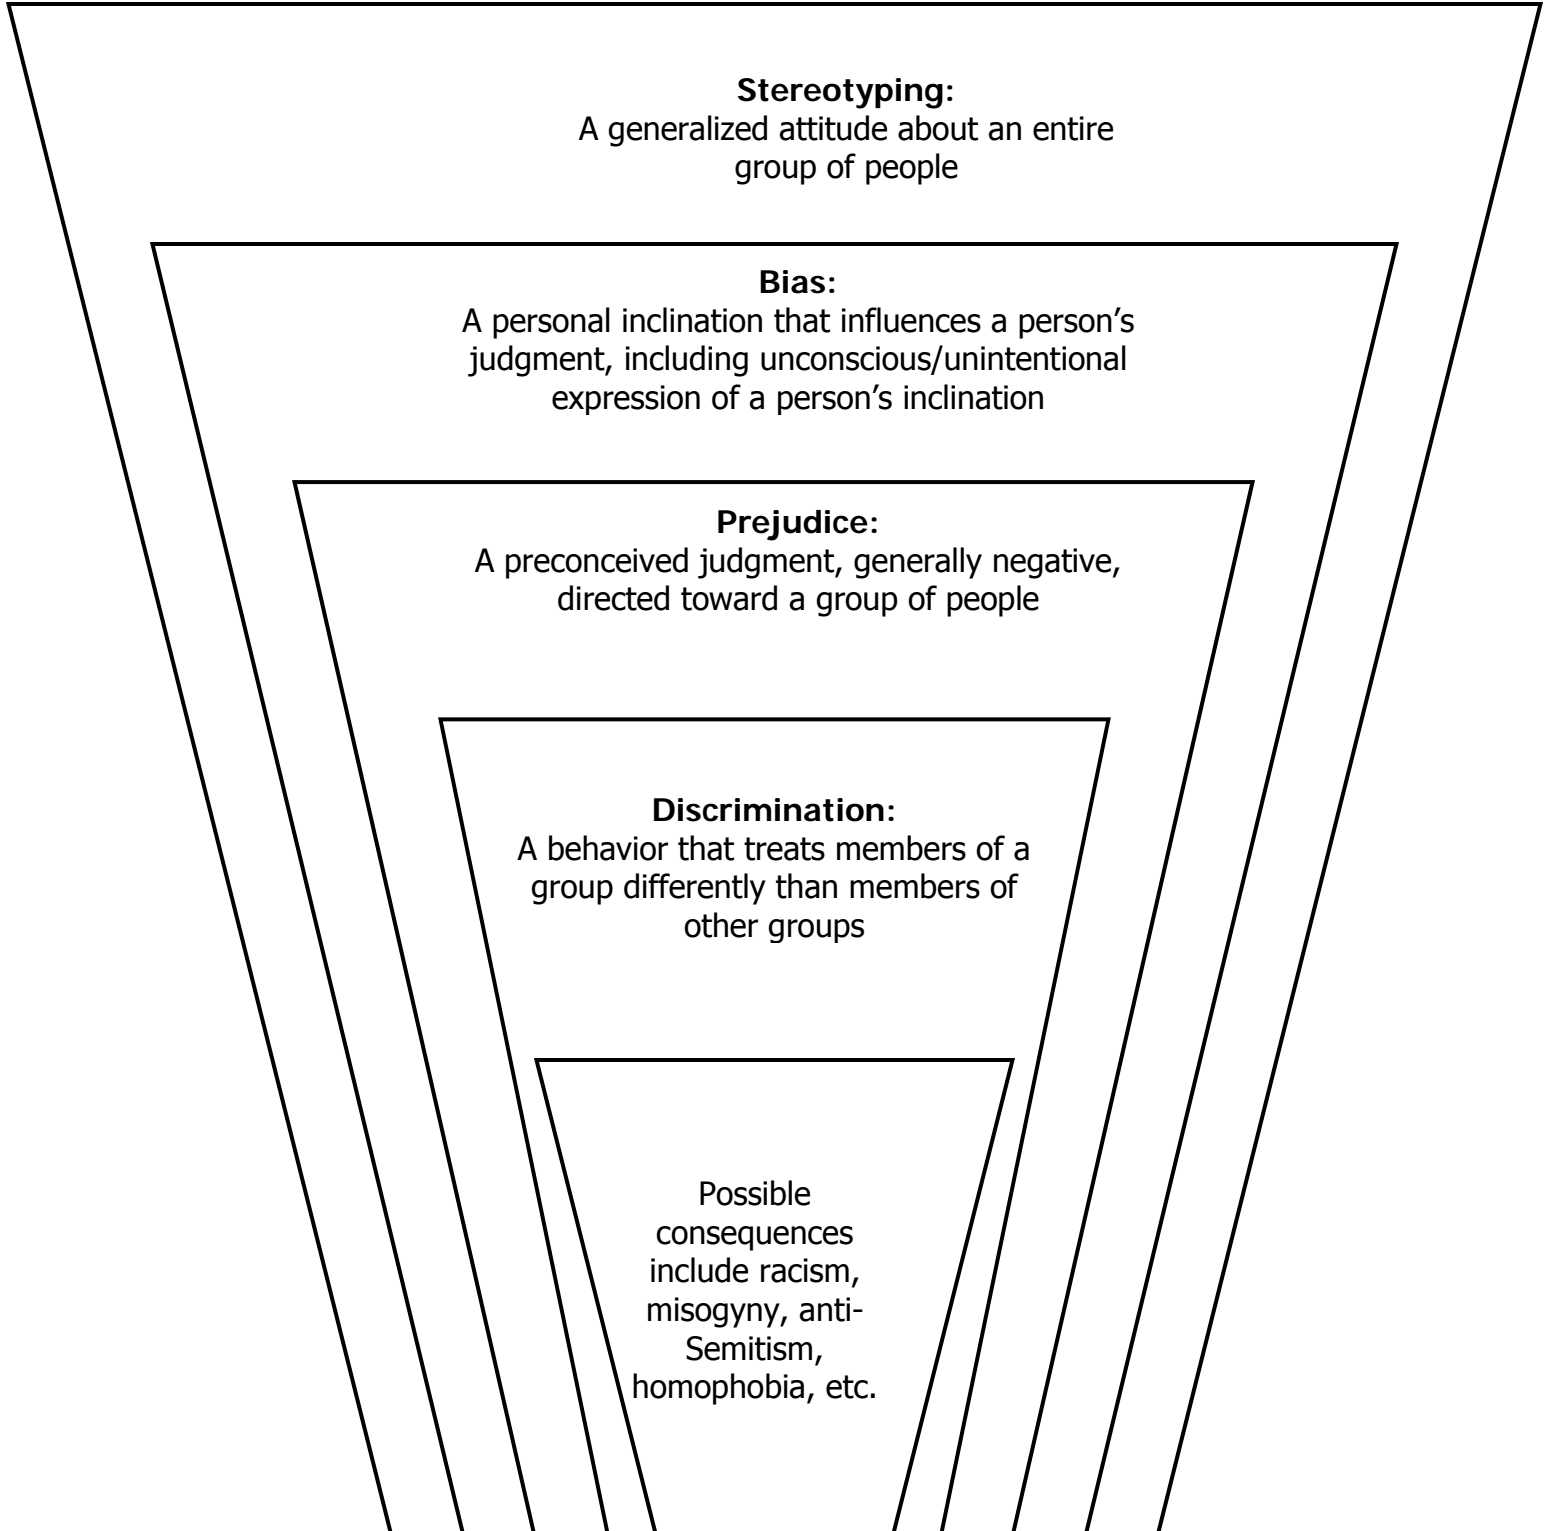 Stereotyping:
A generalized attitude about an entire
group of people
Bias:
A personal inclination that influences a person’s
judgment, including unconscious/unintentional
expression of a person’s inclination
Prejudice:
A preconceived judgment, generally negative,
directed toward a group of people
Discrimination:
A behavior that treats members of a
group differently than members of
other groups
Possible
consequences
include racism,
misogyny, anti-
Semitism,
homophobia, etc.